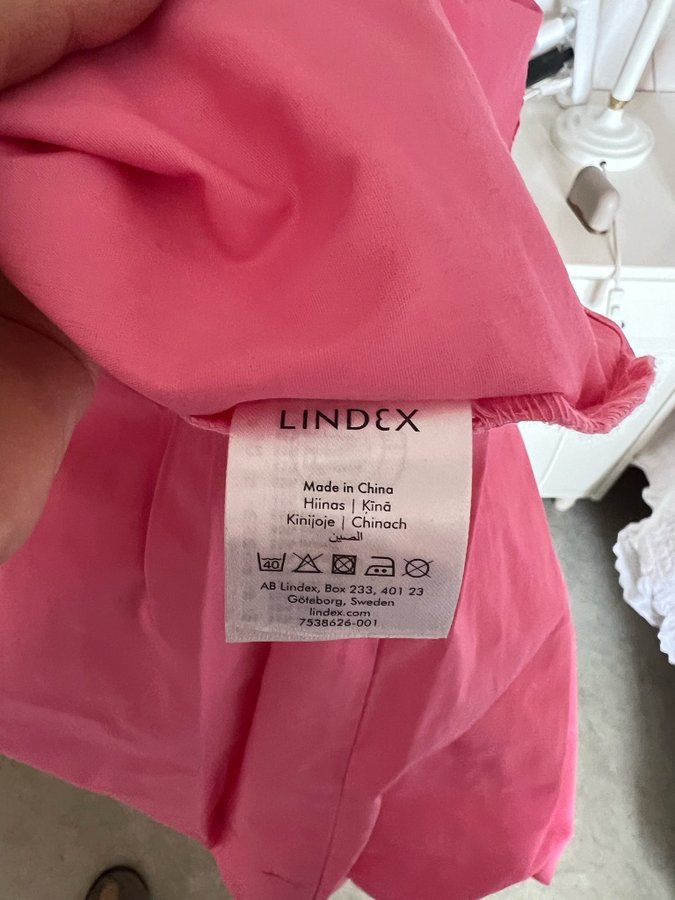 LINDEX
Made in China
Hiinas | Ķīnā
Kinijoje | Chinach
الصين
40
AB Lindex, Box 233, 401 23
Göteborg, Sweden
lindex.com
7538626-001